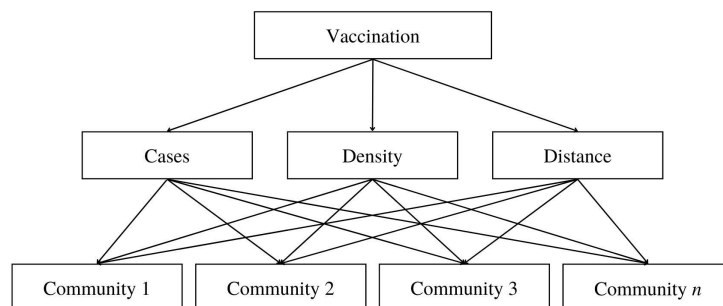 Vaccination
Cases
Density
Distance
Community 1
Community 2
Community 3
Community n